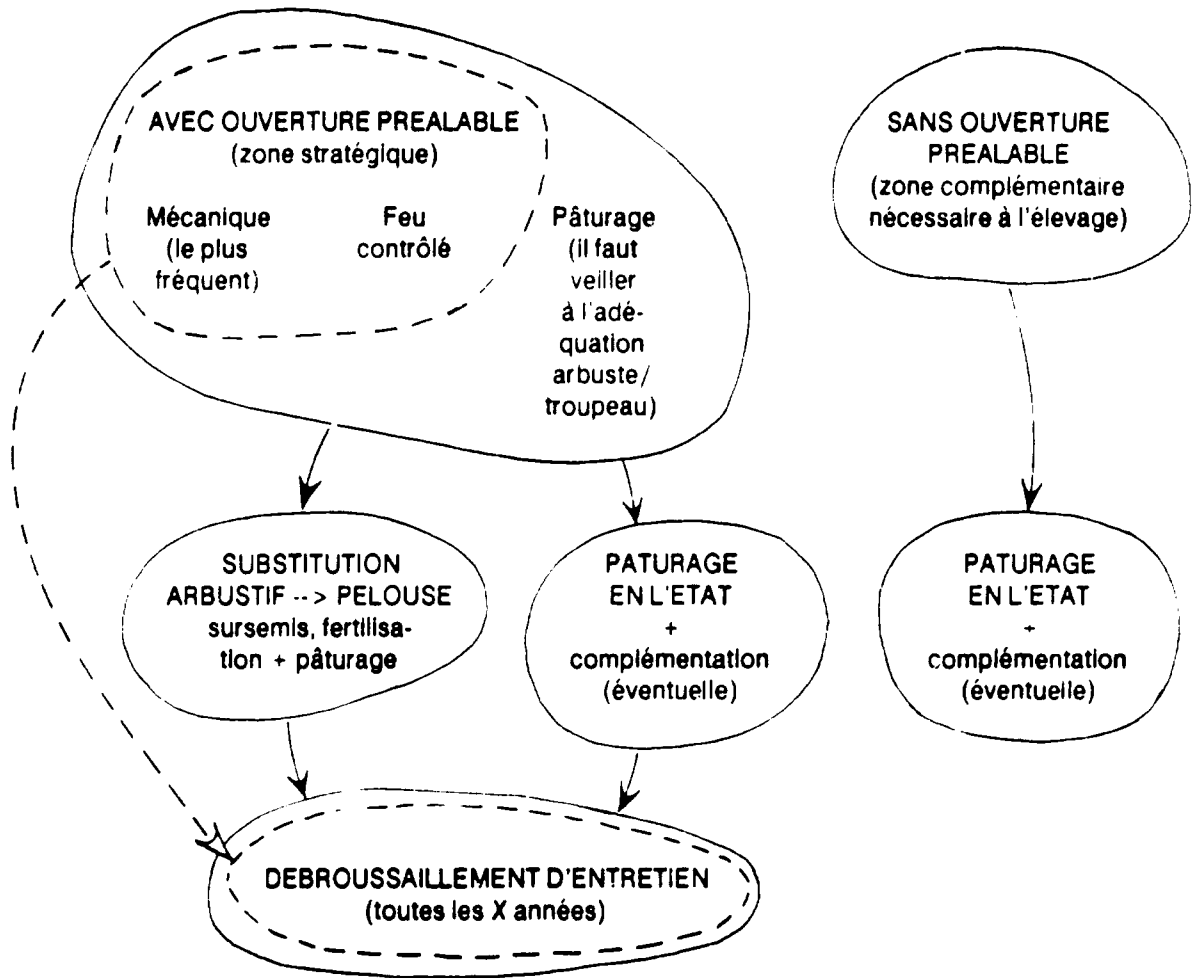 AVEC OUVERTURE PREALABLE
(zone stratégique)
Mécanique
(le plus
fréquent)
Feu
contrôlé
Pâturage
(il faut
veiller
à l'adé-
quation
arbuste/
troupeau)
SANS OUVERTURE
PREALABLE
(zone complémentaire
nécessaire à l'élevage)
SUBSTITUTION
ARBUSTIF --> PELOUSE
sursemis, fertilisa-
tion + pâturage
PATURAGE
EN L'ETAT
+
complémentation
(éventuelle)
PATURAGE
EN L'ETAT
+
complémentation
(éventuelle)
DEBROUSSAILLEMENT D'ENTRETIEN
(toutes les X années)